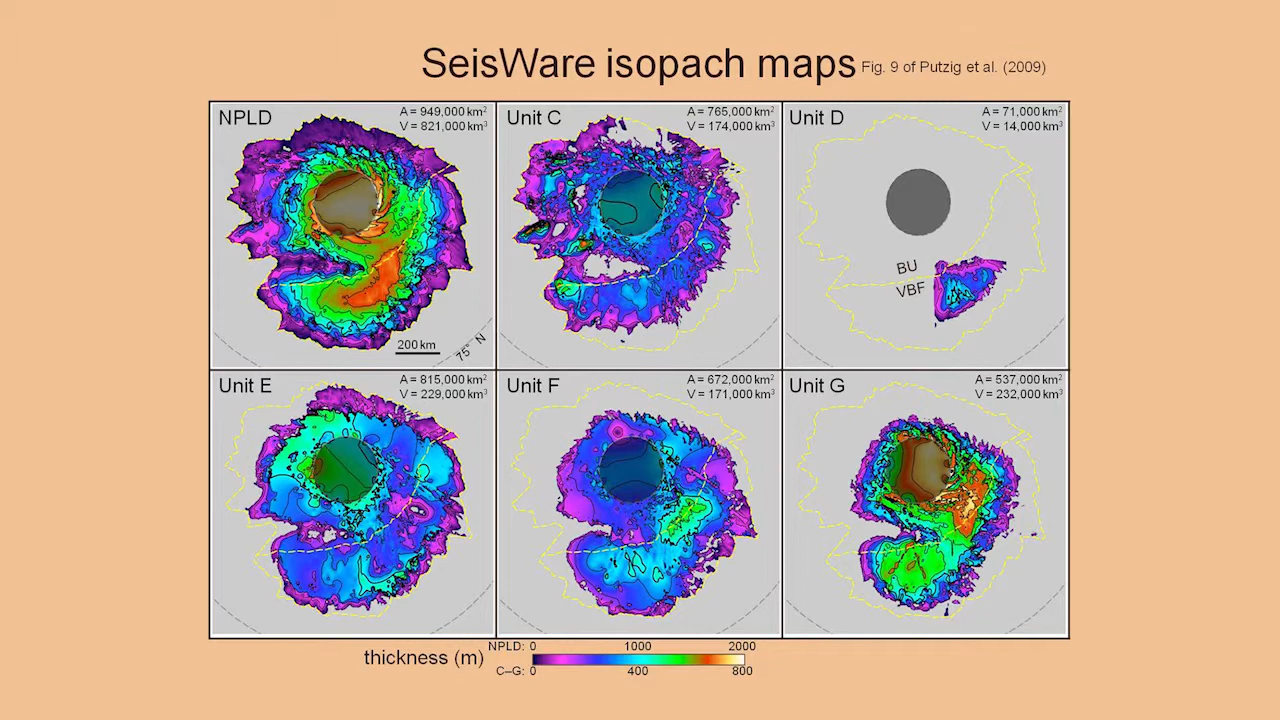 SeisWare isopach maps Fig. 9 of Putzig et al. (2009)
NPLD
A = 949,000 km²
V = 821,000 km³
200 km
75° N
Unit C
A = 765,000 km²
V = 174,000 km³
Unit D
A = 71,000 km²
V = 14,000 km³
BU
VBF
Unit E
A = 815,000 km²
V = 229,000 km³
Unit F
A = 672,000 km²
V = 171,000 km³
Unit G
A = 537,000 km²
V = 232,000 km³
thickness (m)
NPLD: 0 1000 2000
C–G: 0 400 800